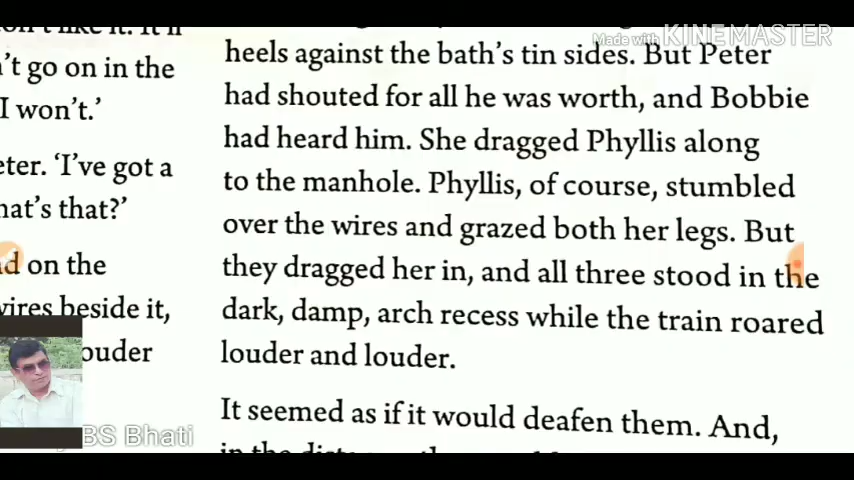 't go on in the
I won't.'
eter. 'I've got a
hat's that?'
on the
wires beside it,
louder
heels against the bath's tin sides. But Peter
had shouted for all he was worth, and Bobbie
had heard him. She dragged Phyllis along
to the manhole. Phyllis, of course, stumbled
over the wires and grazed both her legs. But
they dragged her in, and all three stood in the
dark, damp, arch recess while the train roared
louder and louder.
It seemed as if it would deafen them. And,
in the
Made with KINEMASTER
BS Bhati